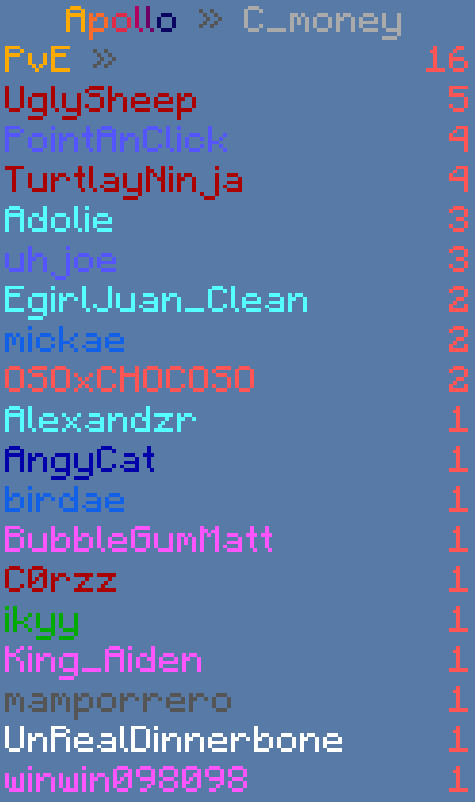 Apollo » C_money
PvE » 16
UglySheep 5
PointAnClick 4
TurtlayNinja 4
Adolie 3
uhjoe 3
EgirlJuan_Clean 2
mickae 2
OSOxCHOCOSO 2
Alexandzr 1
AngyCat 1
birdae 1
BubbleGumMatt 1
C0rzz 1
ikyy 1
King_Aiden 1
mamporrero 1
UnRealDinnerbone 1
winwin098098 1